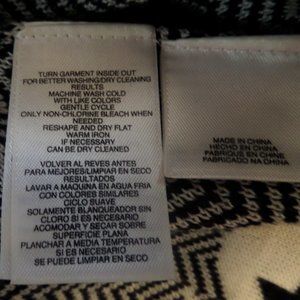 TURN GARMENT INSIDE OUT
FOR BETTER WASHING/DRY CLEANING
RESULTS
MACHINE WASH COLD
WITH LIKE COLORS
GENTLE CYCLE
ONLY NON-CHLORINE BLEACH WHEN
NEEDED
RESHAPE AND DRY FLAT
WARM IRON
IF NECESSARY
CAN BE DRY CLEANED
VOLVER AL REVES ANTES
PARA MEJORES/LIMPIAR EN SECO
RESULTADOS
LAVAR A MAQUINA EN AGUA FRIA
CON COLORES SIMILARES
CICLO SUAVE
SOLAMENTE BLANQUEADOR SIN
CLORO SI ES NECESARIO
ACOMODAR Y SECAR SOBRE
SUPERFICIE PLANA
PLANCHAR A MEDIA TEMPERATURA
SI ES NECESARIO
SE PUEDE LIMPIAR EN SECO
MADE IN CHINA
HECHO EN CHINA
FABRIQUE EN CHINE
FABRICADO NA CHINA